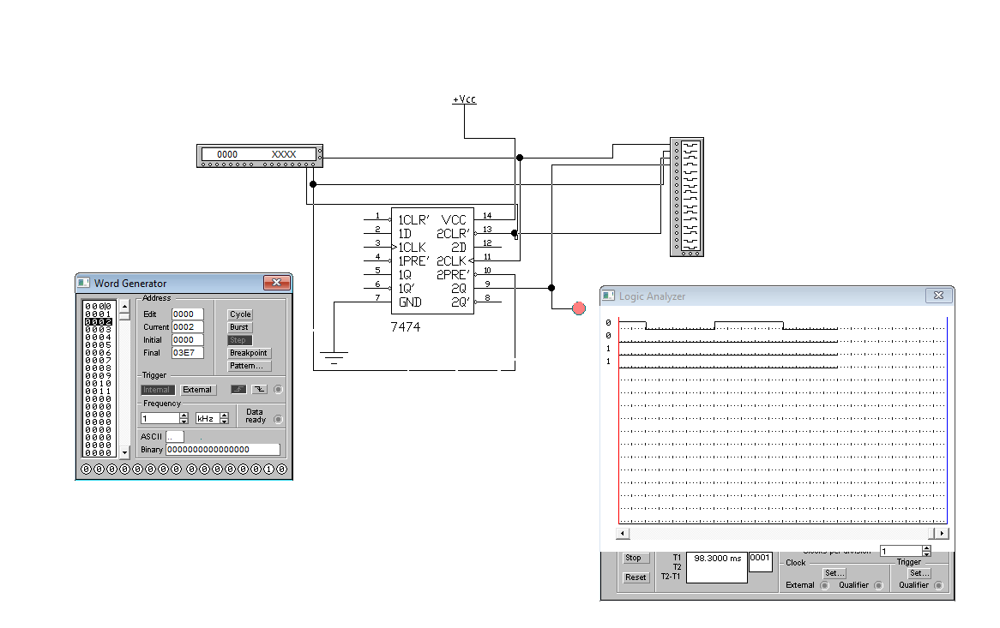 +Vcc
0000 XXXX
1 1CLR' VCC 14
2 1D 2CLR' 13
3 1CLK 2D 12
4 1PRE' 2CLK 11
5 1Q 2PRE' 10
6 1Q' 2Q 9
7 GND 2Q' 8
7474
Word Generator
0000
0001
0002
0003
0004
0005
0006
0007
0008
0009
0010
0011
0000
0000
0000
0000
0000
0000
0000
0000
Address
Edit 0000
Current 0002
Initial 0000
Final 03E7
Cycle
Burst
Step
Breakpoint
Pattern...
Trigger
Internal External
Frequency
1 kHz
Data
ready
ASCII ..
Binary 0000000000000000
0 0 0 0 0 0 0 0 0 0 0 0 0 0 1 0
Logic Analyzer
0
0
1
1
Stop
Reset
T1 98.3000 ms 0001
T2
T2-T1
Clocks per division 1
Clock
Set...
External Qualifier
Trigger
Set...
Qualifier